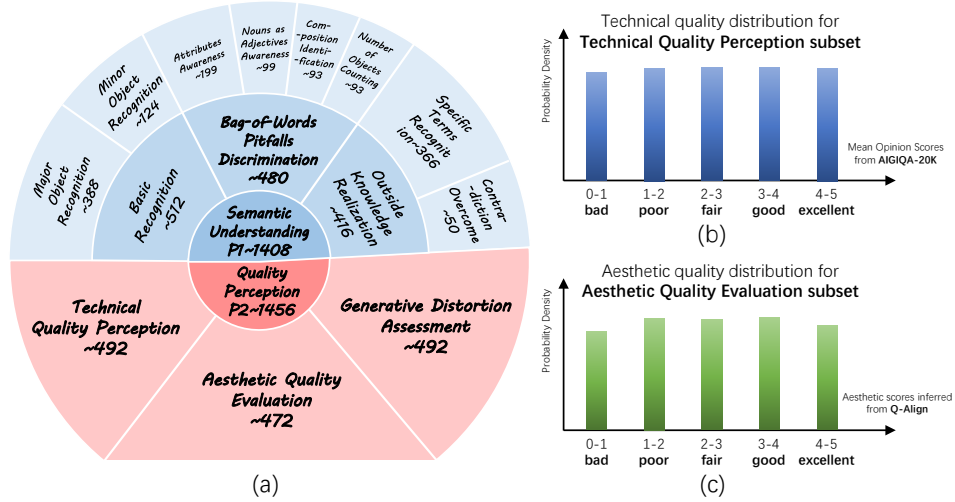 Major
Object
Recognition
~388
Minor
Object
Recognition
~124
Attributes
Awareness
~199
Nouns as
Adjectives
Awareness
~99
Com-
-position
Identi-
-fication
~93
Number
of
Objects
Counting
~93
Specific
Terms
Recognit
ion~366
Contra-
-diction
Overcome
~50
Basic
Recognition
~512
Bag-of-Words
Pitfalls
Discrimination
~480
Outside
Knowledge
Realization
~416
Semantic
Understanding
P1~1408
Quality
Perception
P2~1456
Technical
Quality Perception
~492
Aesthetic Quality
Evaluation
~472
Generative Distortion
Assessment
~492
(a)
Technical quality distribution for
Technical Quality Perception subset
Probability Density
Mean Opinion Scores
from AIGIQA-20K
0-1 1-2 2-3 3-4 4-5
bad poor fair good excellent
(b)
Aesthetic quality distribution for
Aesthetic Quality Evaluation subset
Probability Density
Aesthetic scores inferred
from Q-Align
0-1 1-2 2-3 3-4 4-5
bad poor fair good excellent
(c)